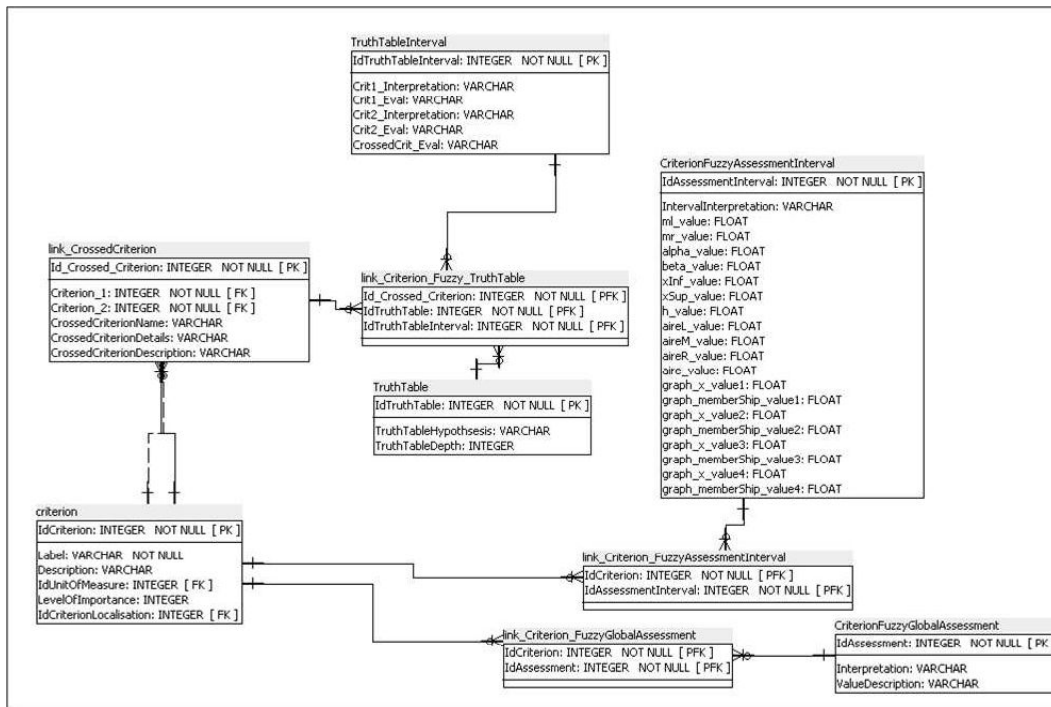 TruthTableInterval
IdTruthTableInterval: INTEGER NOT NULL [ PK ]
Crit1_Interpretation: VARCHAR
Crit1_Eval: VARCHAR
Crit2_Interpretation: VARCHAR
Crit2_Eval: VARCHAR
CrossedCrit_Eval: VARCHAR
CriterionFuzzyAssessmentInterval
IdAssessmentInterval: INTEGER NOT NULL [ PK ]
IntervalInterpretation: VARCHAR
ml_value: FLOAT
mr_value: FLOAT
alpha_value: FLOAT
beta_value: FLOAT
xInf_value: FLOAT
xSup_value: FLOAT
h_value: FLOAT
aireL_value: FLOAT
aireM_value: FLOAT
aireR_value: FLOAT
aire_value: FLOAT
graph_x_value1: FLOAT
graph_memberShip_value1: FLOAT
graph_x_value2: FLOAT
graph_memberShip_value2: FLOAT
graph_x_value3: FLOAT
graph_memberShip_value3: FLOAT
graph_x_value4: FLOAT
graph_memberShip_value4: FLOAT
link_CrossedCriterion
Id_Crossed_Criterion: INTEGER NOT NULL [ PK ]
Criterion_1: INTEGER NOT NULL [ FK ]
Criterion_2: INTEGER NOT NULL [ FK ]
CrossedCriterionName: VARCHAR
CrossedCriterionDetails: VARCHAR
CrossedCriterionDescription: VARCHAR
link_Criterion_Fuzzy_TruthTable
Id_Crossed_Criterion: INTEGER NOT NULL [ PFK ]
IdTruthTable: INTEGER NOT NULL [ PFK ]
IdTruthTableInterval: INTEGER NOT NULL [ PFK ]
TruthTable
IdTruthTable: INTEGER NOT NULL [ PK ]
TruthTableHypothsesis: VARCHAR
TruthTableDepth: INTEGER
criterion
IdCriterion: INTEGER NOT NULL [ PK ]
Label: VARCHAR NOT NULL
Description: VARCHAR
IdUnitOfMeasure: INTEGER [ FK ]
LevelOfImportance: INTEGER
IdCriterionLocalisation: INTEGER [ FK ]
link_Criterion_FuzzyAssessmentInterval
IdCriterion: INTEGER NOT NULL [ PFK ]
IdAssessmentInterval: INTEGER NOT NULL [ PFK ]
link_Criterion_FuzzyGlobalAssessment
IdCriterion: INTEGER NOT NULL [ PFK ]
IdAssessment: INTEGER NOT NULL [ PFK ]
CriterionFuzzyGlobalAssessment
IdAssessment: INTEGER NOT NULL [ PK ]
Interpretation: VARCHAR
ValueDescription: VARCHAR